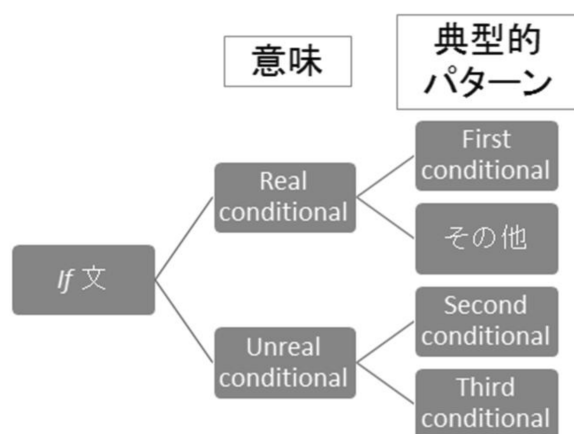 意味
典型的
パターン
If 文
Real
conditional
Unreal
conditional
First
conditional
その他
Second
conditional
Third
conditional